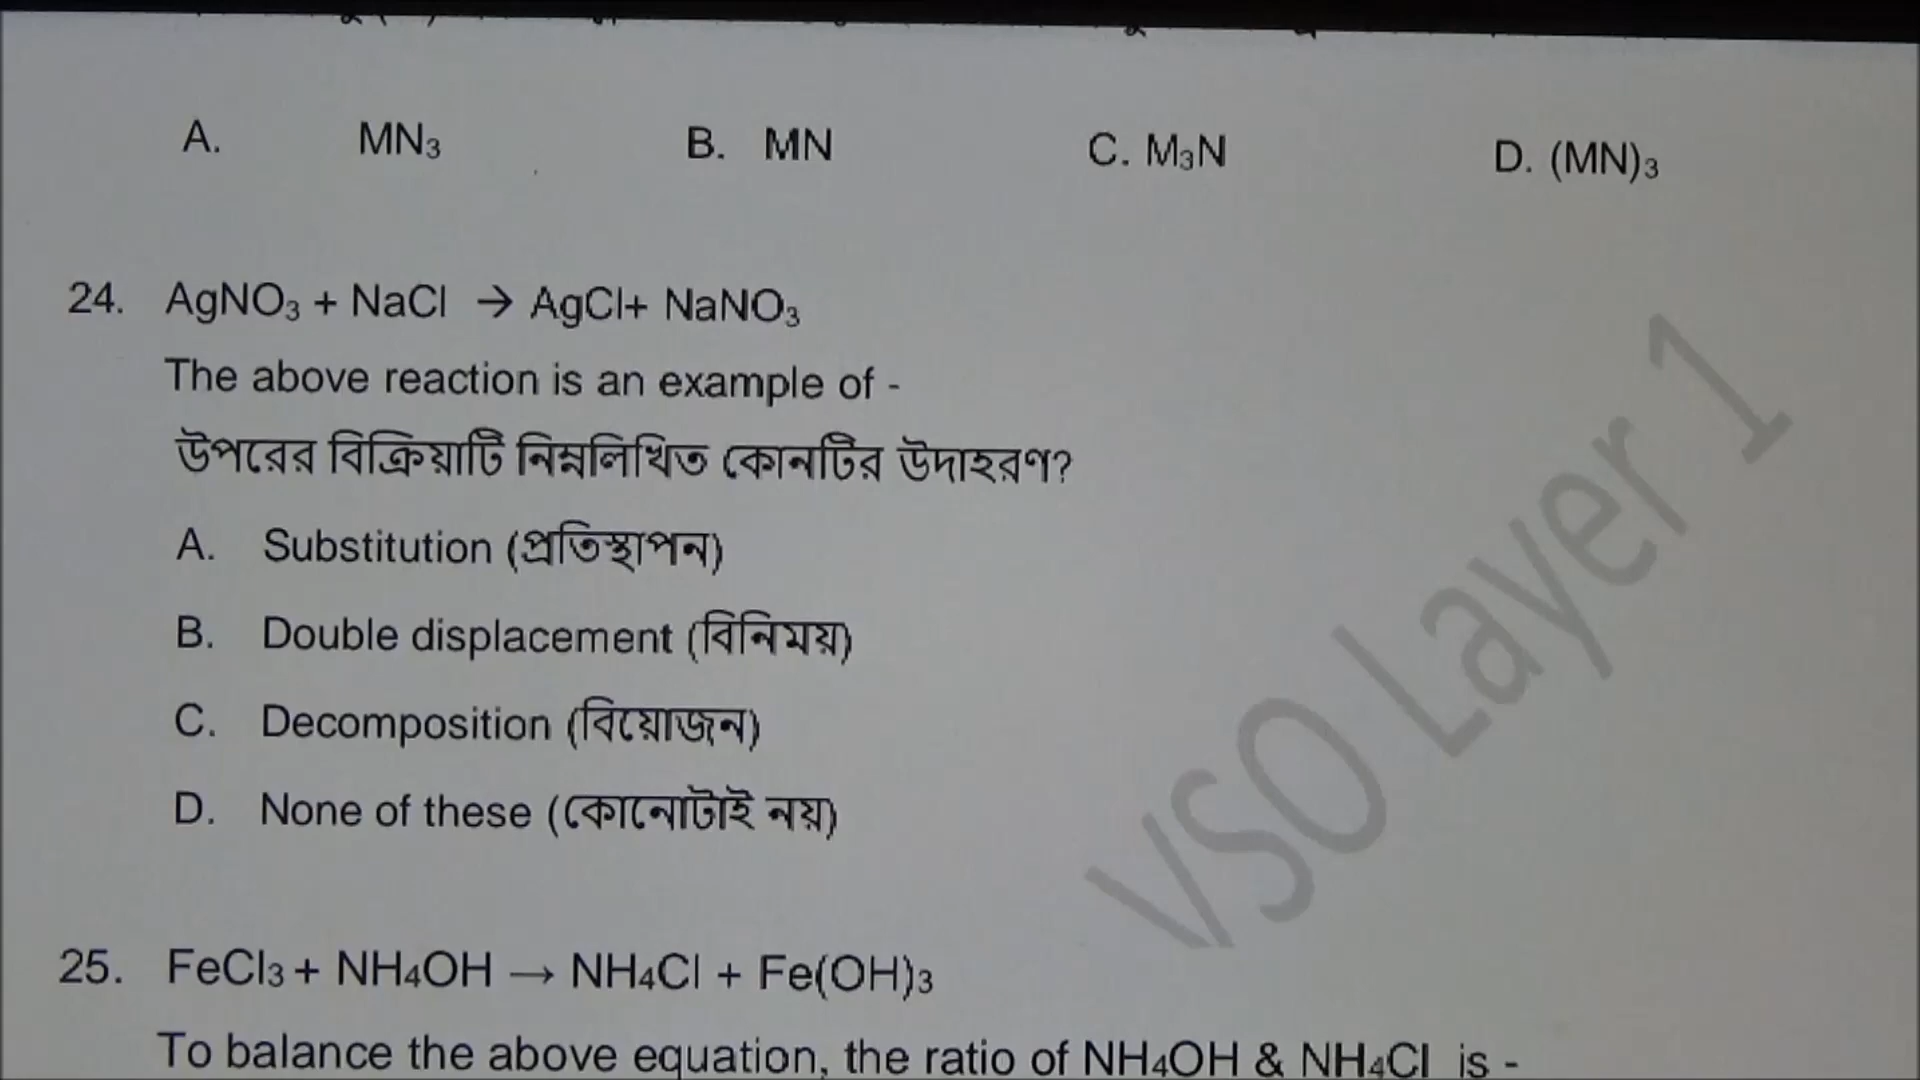 A. MN₃ B. MN C. M₃N D. (MN)₃
24. AgNO₃ + NaCl → AgCl+ NaNO₃
The above reaction is an example of -
উপরের বিক্রিয়াটি নিম্নলিখিত কোনটির উদাহরণ?
A. Substitution (প্রতিস্থাপন)
B. Double displacement (বিনিময়)
C. Decomposition (বিয়োজন)
D. None of these (কোনোটাই নয়)
25. FeCl₃ + NH₄OH → NH₄Cl + Fe(OH)₃
To balance the above equation, the ratio of NH₄OH & NH₄Cl is -
VSO Layer 1